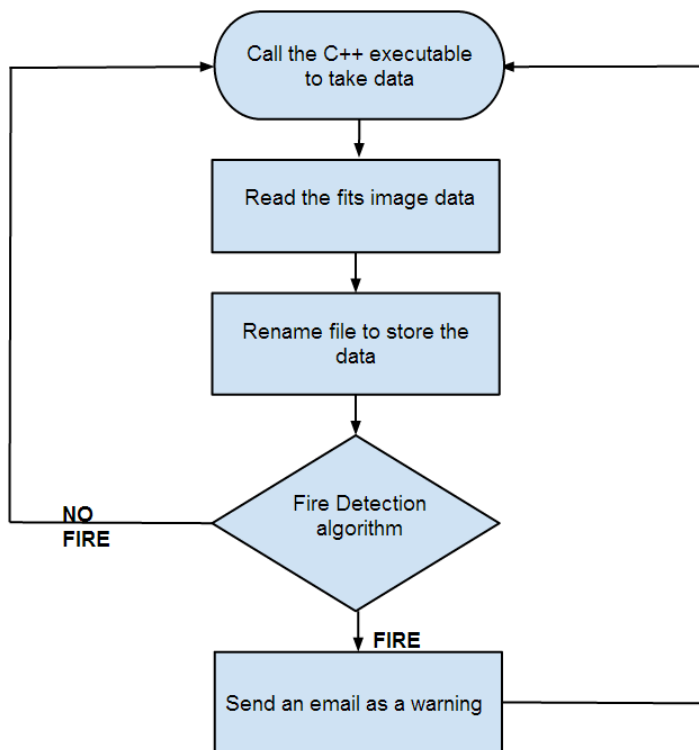 Call the C++ executable
to take data
Read the fits image data
Rename file to store the
data
Fire Detection
algorithm
NO
FIRE
FIRE
Send an email as a warning